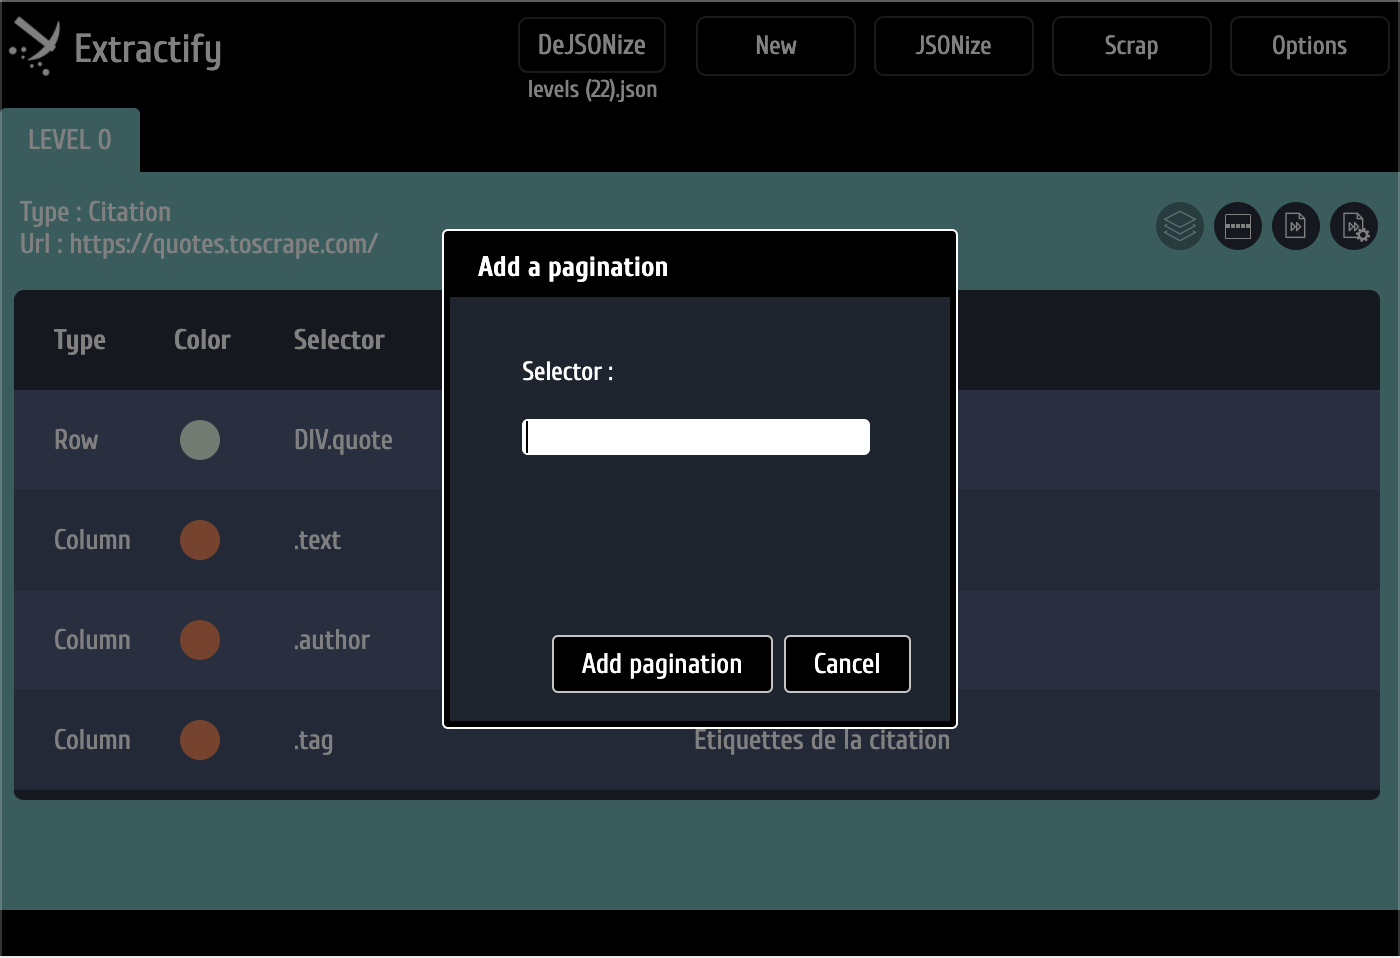 Extractify
DeJSONize
New
JSONize
Scrap
Options
levels (22).json
LEVEL 0
Type : Citation
Url : https://quotes.toscrape.com/
Add a pagination
Type
Color
Selector
Selector :
Row
DIV.quote
Column
.text
Column
.author
Add pagination
Cancel
Column
.tag
Etiquettes de la citation